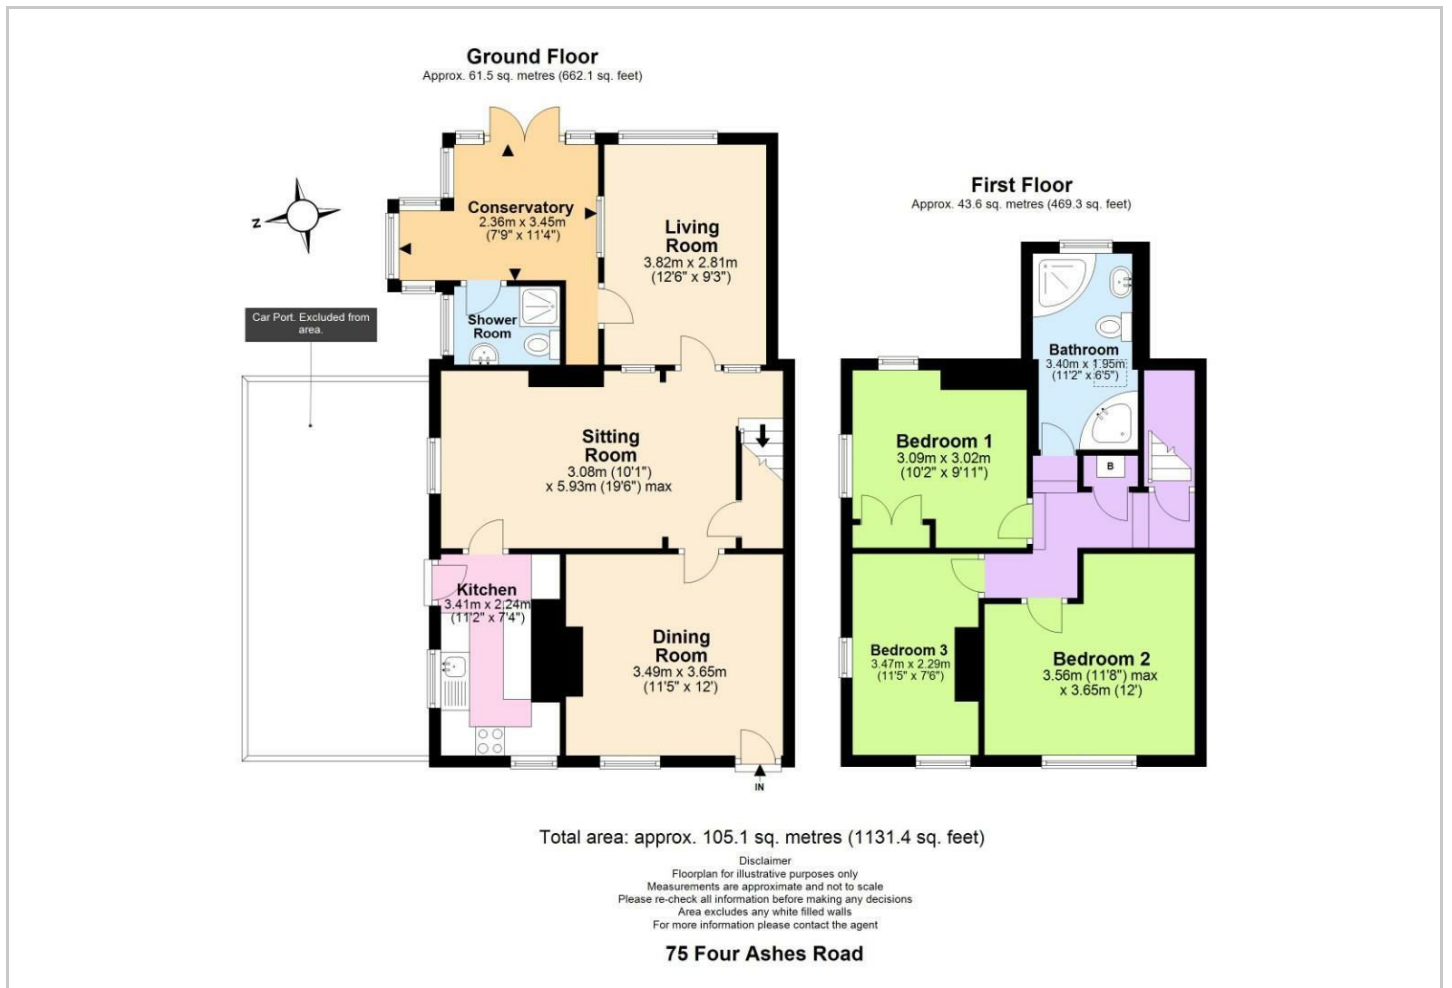 Ground Floor
Approx. 61.5 sq. metres (662.1 sq. feet)
Conservatory
2.36m x 3.45m
(7'9" x 11'4")
Living
Room
3.82m x 2.81m
(12'6" x 9'3")
Z
Car Port. Excluded from
area.
Shower
Room
Sitting
Room
3.08m (10'1")
x 5.93m (19'6") max
Kitchen
3.41m x 2.24m
(11'2" x 7'4")
Dining
Room
3.49m x 3.65m
(11'5" x 12')
IN
First Floor
Approx. 43.6 sq. metres (469.3 sq. feet)
Bathroom
3.40m x 1.95m
(11'2" x 6'5")
Bedroom 1
3.09m x 3.02m
(10'2" x 9'11")
B
Bedroom 3
3.47m x 2.29m
(11'5" x 7'6")
Bedroom 2
3.56m (11'8") max
x 3.65m (12')
Total area: approx. 105.1 sq. metres (1131.4 sq. feet)
Disclaimer
Floorplan for illustrative purposes only
Measurements are approximate and not to scale
Please re-check all information before making any decisions
Area excludes any white filled walls
For more information please contact the agent
75 Four Ashes Road